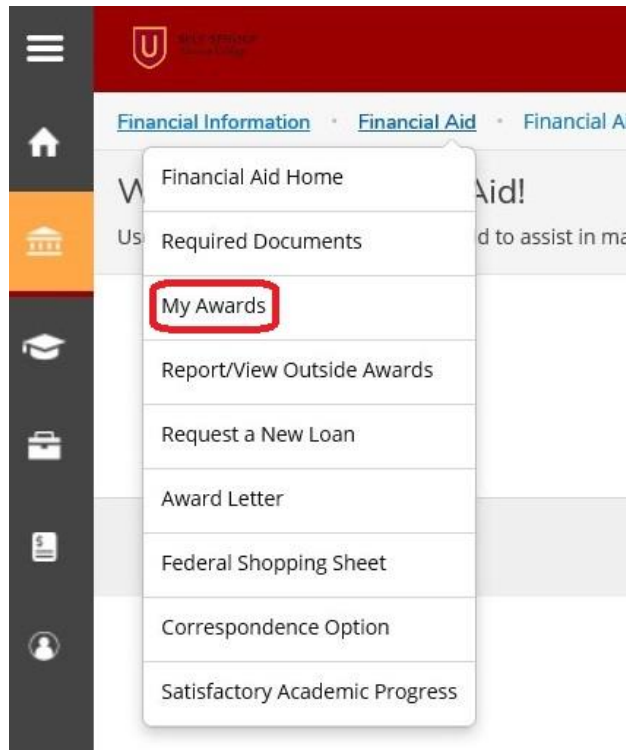 U
Financial Information · Financial Aid · Financial A
W Aid!
Us d to assist in ma
Financial Aid Home
Required Documents
My Awards
Report/View Outside Awards
Request a New Loan
Award Letter
Federal Shopping Sheet
Correspondence Option
Satisfactory Academic Progress
$